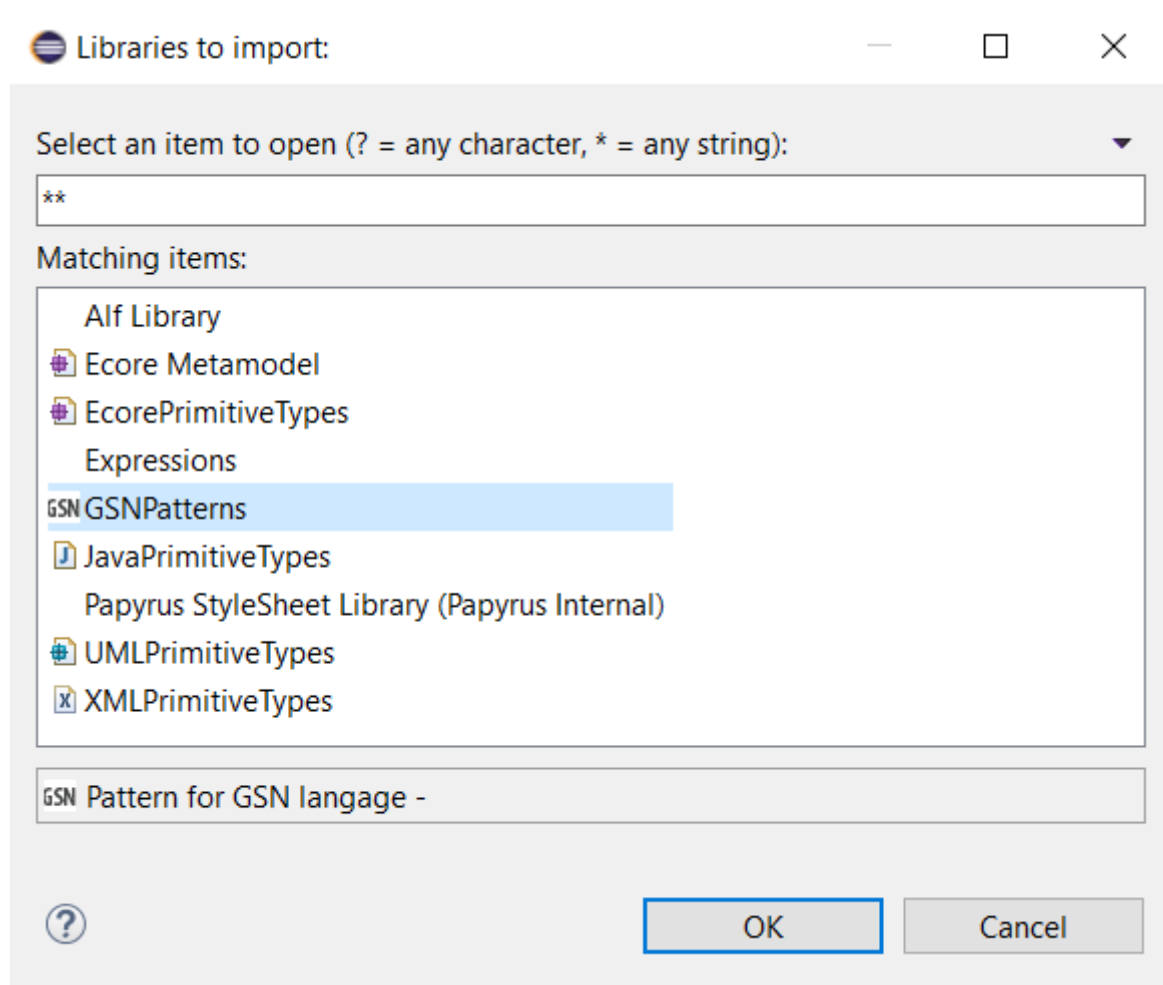 Libraries to import:
Select an item to open (? = any character, * = any string):
**
Matching items:
Alf Library
Ecore Metamodel
EcorePrimitiveTypes
Expressions
GSN GSNPatterns
J JavaPrimitiveTypes
Papyrus StyleSheet Library (Papyrus Internal)
UMLPrimitiveTypes
X XMLPrimitiveTypes
GSN Pattern for GSN langage -
?
OK Cancel